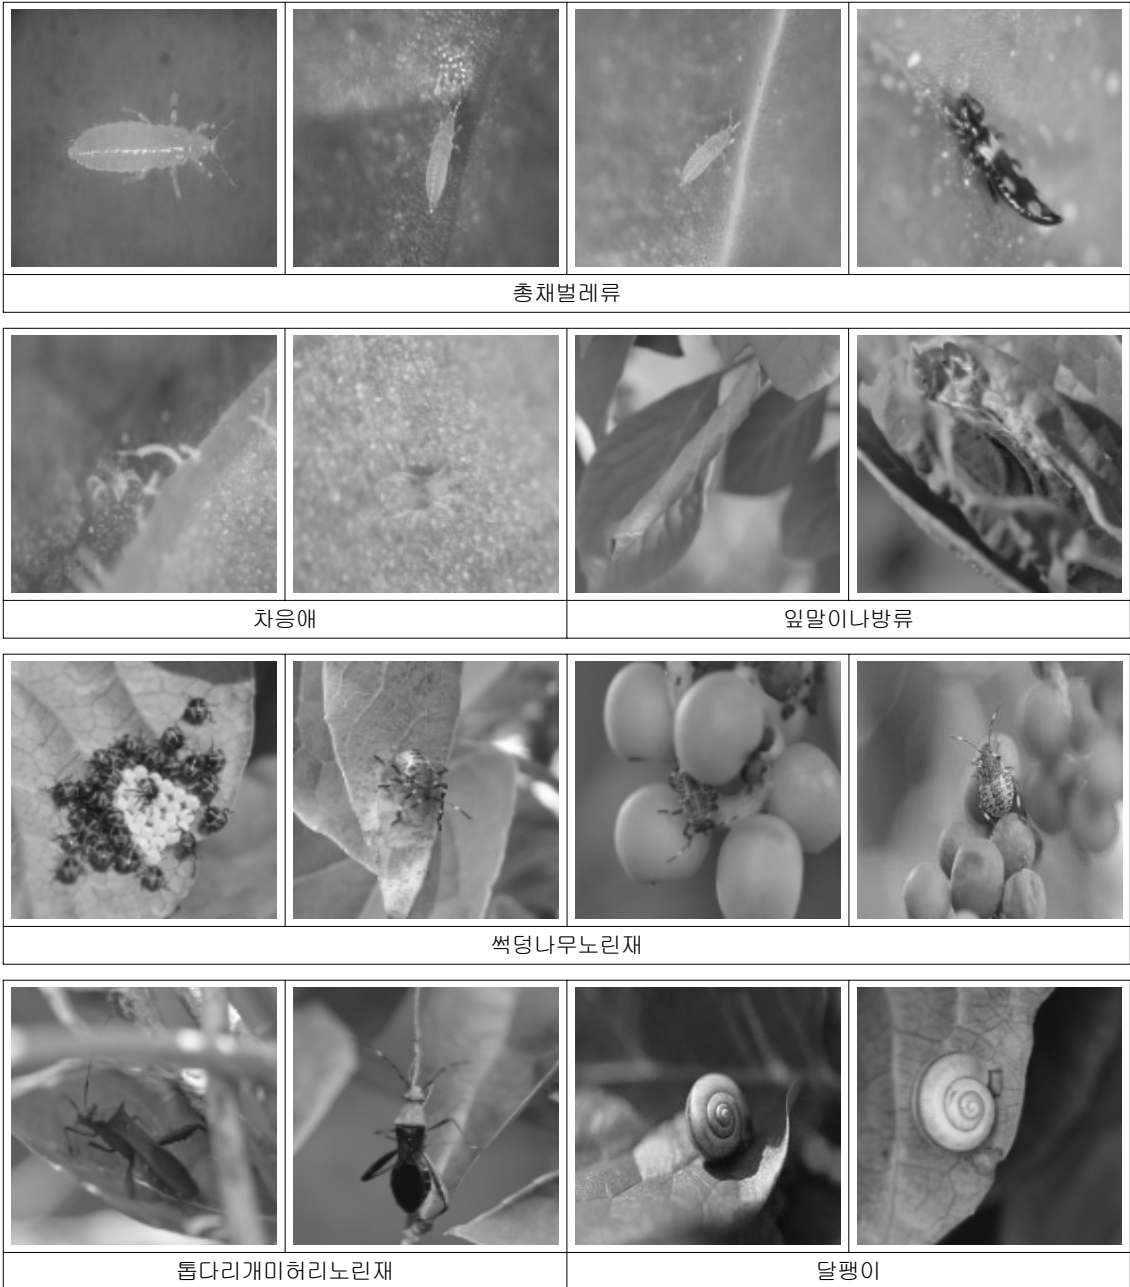 총채벌레류
차응애
잎말이나방류
썩덩나무노린재
톱다리개미허리노린재
달팽이